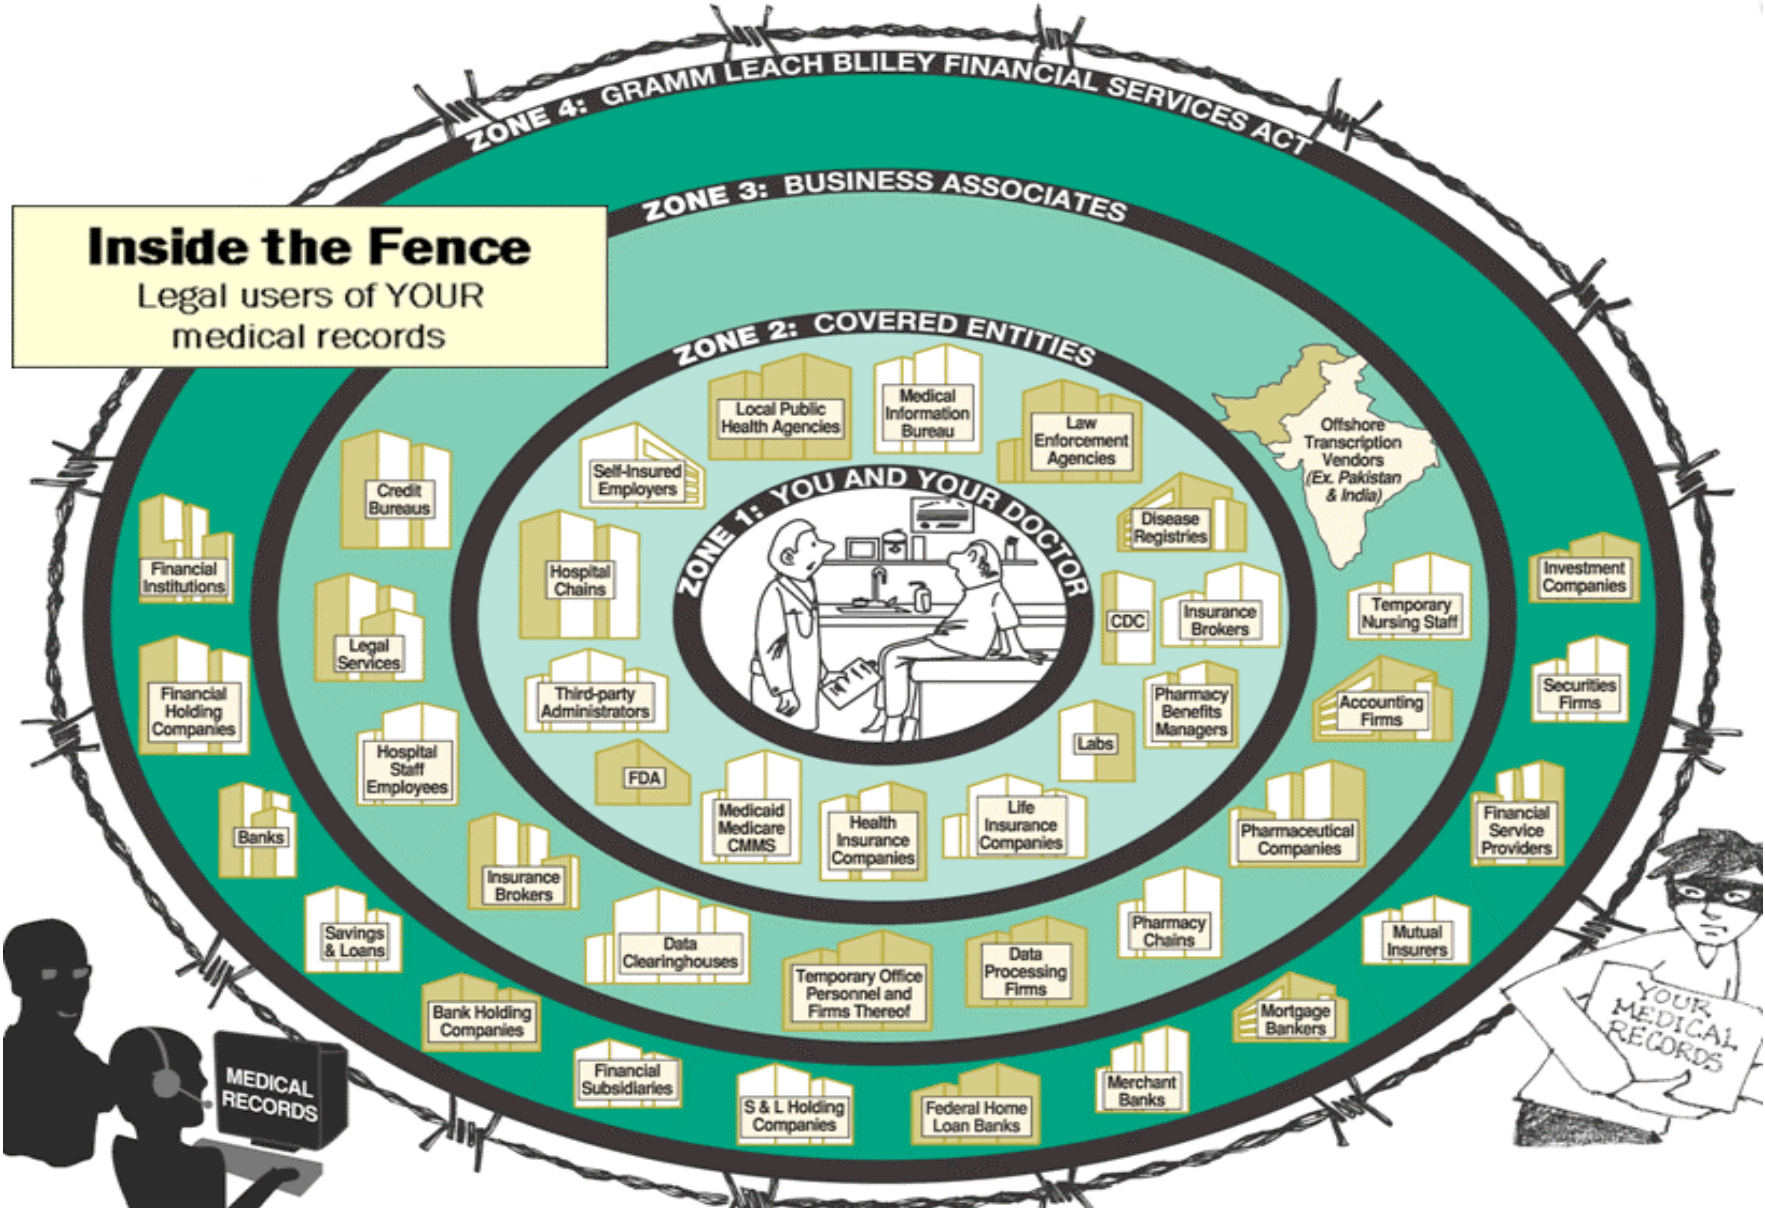 ZONE 4: GRAMM LEACH BLILEY FINANCIAL SERVICES ACT
ZONE 3: BUSINESS ASSOCIATES
Inside the Fence
Legal users of YOUR
medical records
ZONE 2: COVERED ENTITIES
Local Public
Health Agencies
Medical
Information
Bureau
Law
Enforcement
Agencies
Self-Insured
Employers
Disease
Registries
Hospital
Chains
CDC
Insurance
Brokers
Third-party
Administrators
Pharmacy
Benefits
Managers
Labs
FDA
Medicaid
Medicare
CMMS
Health
Insurance
Companies
Life
Insurance
Companies
ZONE 1: YOU AND YOUR DOCTOR
Offshore
Transcription
Vendors
(Ex. Pakistan
& India)
Credit
Bureaus
Legal
Services
Hospital
Staff
Employees
Insurance
Brokers
Data
Clearinghouses
Temporary Office
Personnel and
Firms Thereof
Data
Processing
Firms
Pharmacy
Chains
Pharmaceutical
Companies
Accounting
Firms
Temporary
Nursing Staff
Financial
Institutions
Financial
Holding
Companies
Banks
Savings
& Loans
Bank Holding
Companies
Financial
Subsidiaries
S & L Holding
Companies
Federal Home
Loan Banks
Merchant
Banks
Mortgage
Bankers
Mutual
Insurers
Financial
Service
Providers
Securities
Firms
Investment
Companies
MEDICAL
RECORDS
YOUR
MEDICAL
RECORDS